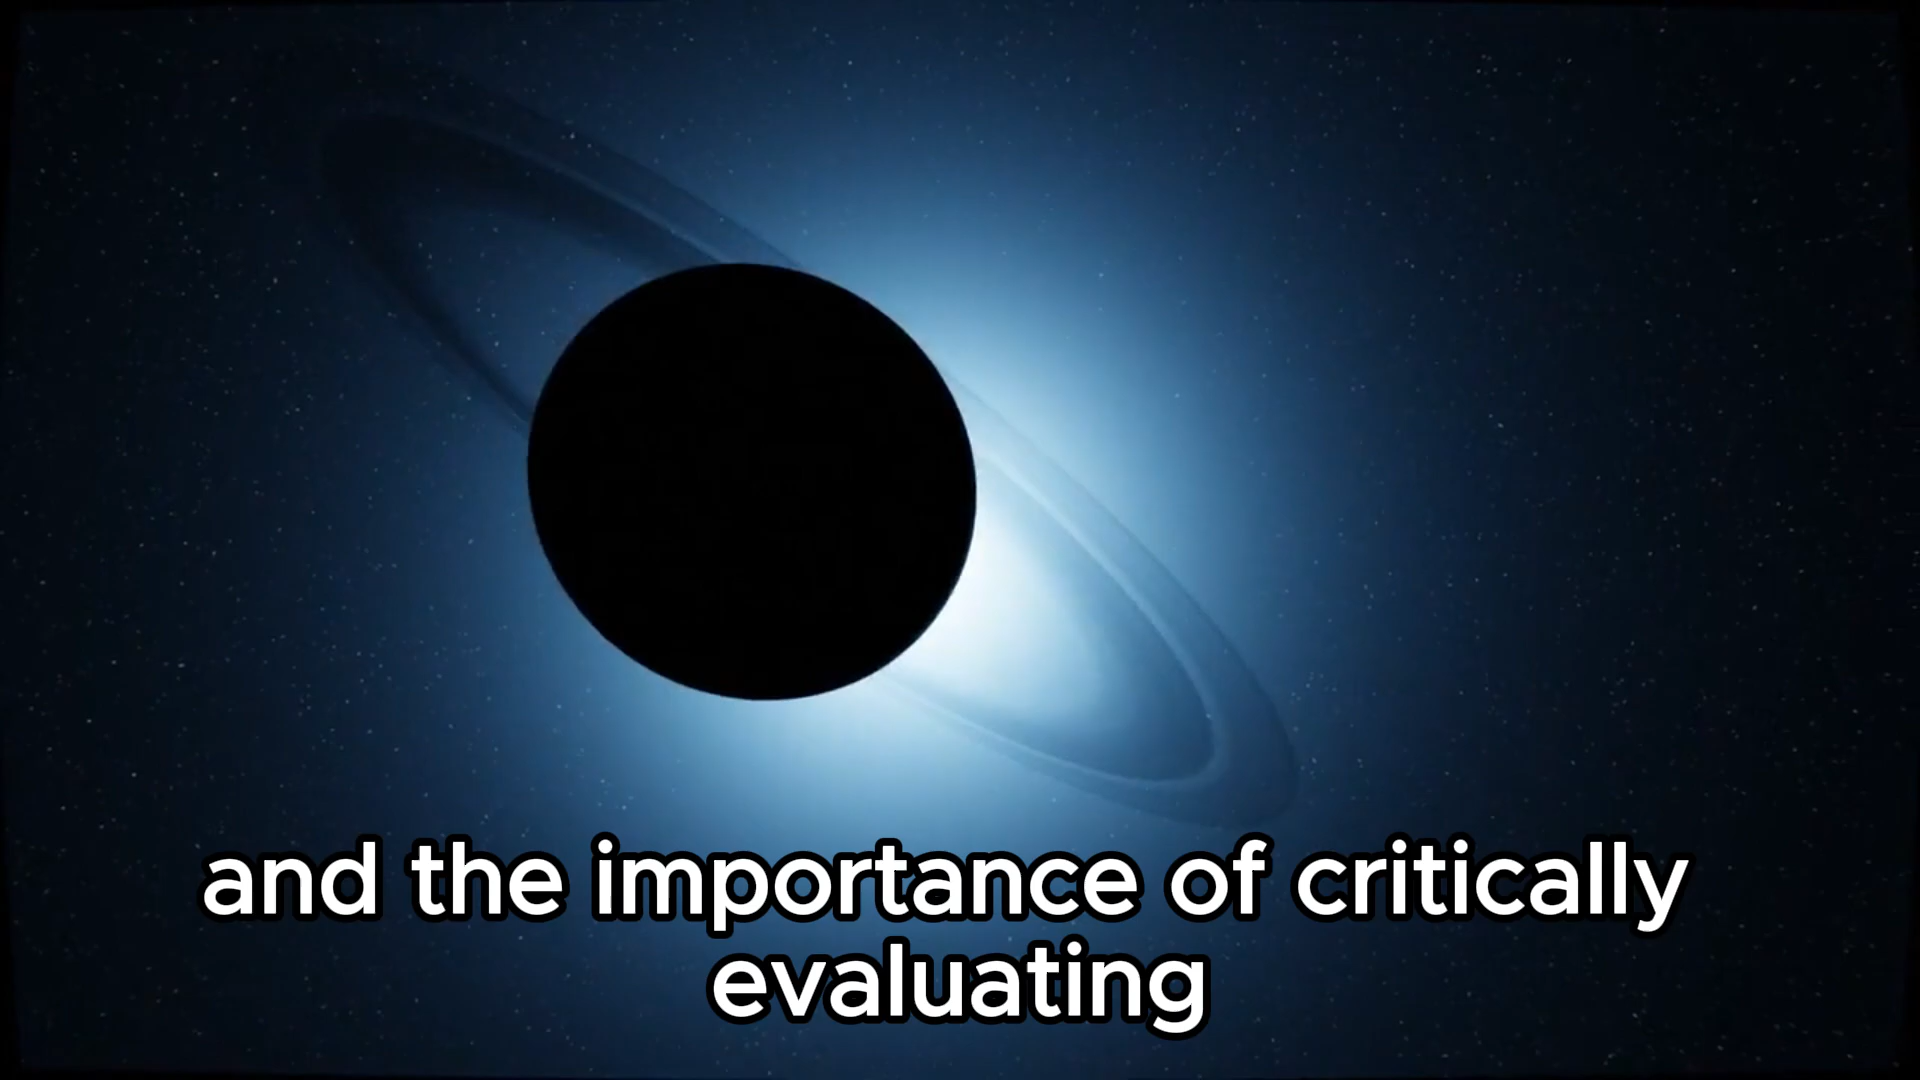 and the importance of critically
evaluating